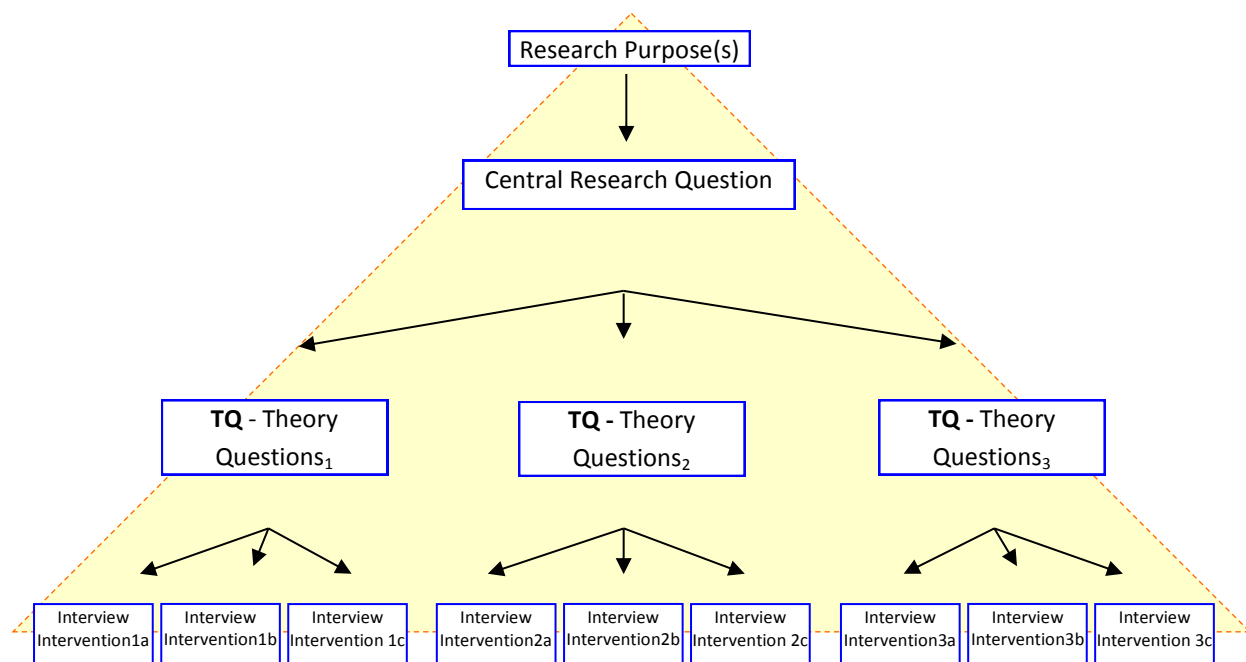 Research Purpose(s)
Central Research Question
TQ - Theory
Questions₁
TQ - Theory
Questions₂
TQ - Theory
Questions₃
Interview
Intervention1a
Interview
Intervention1b
Interview
Intervention 1c
Interview
Intervention2a
Interview
Intervention2b
Interview
Intervention 2c
Interview
Intervention3a
Interview
Intervention3b
Interview
Intervention 3c